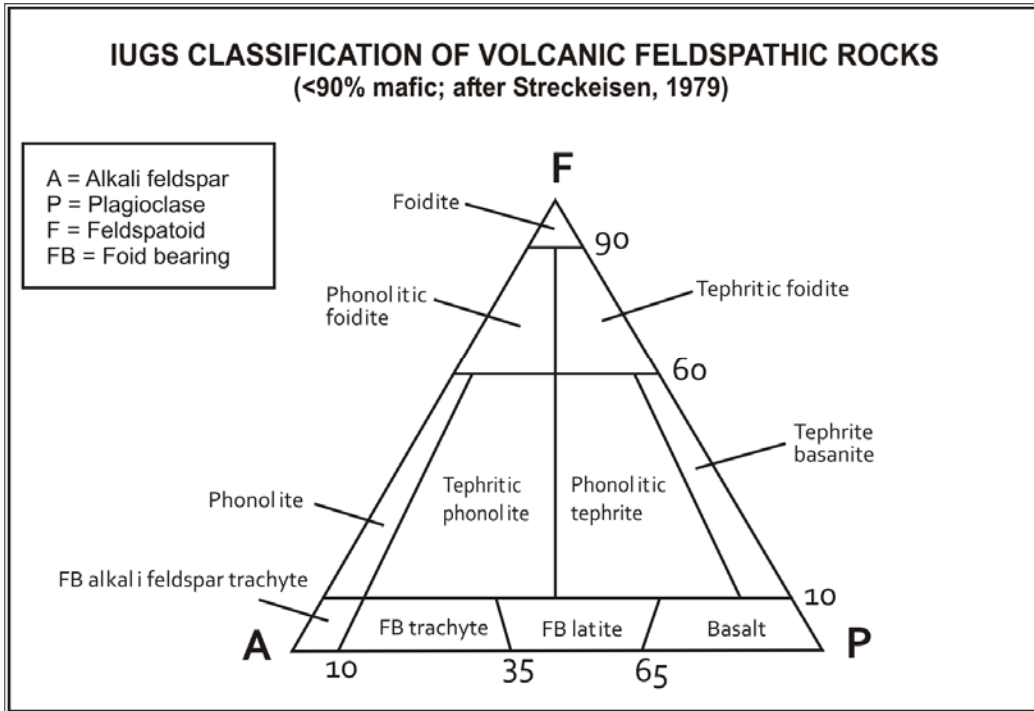 IUGS CLASSIFICATION OF VOLCANIC FELDSPATHIC ROCKS
(<90% mafic; after Streckeisen, 1979)
A = Alkali feldspar
P = Plagioclase
F = Feldspatoid
FB = Foid bearing
F
Foidite
90
Phonolitic
foidite
Tephritic foidite
60
Tephrite
basanite
Phonolite
Tephritic
phonolite
Phonolitic
tephrite
FB alkali feldspar trachyte
10
FB trachyte
FB latite
Basalt
A
P
10
35
65